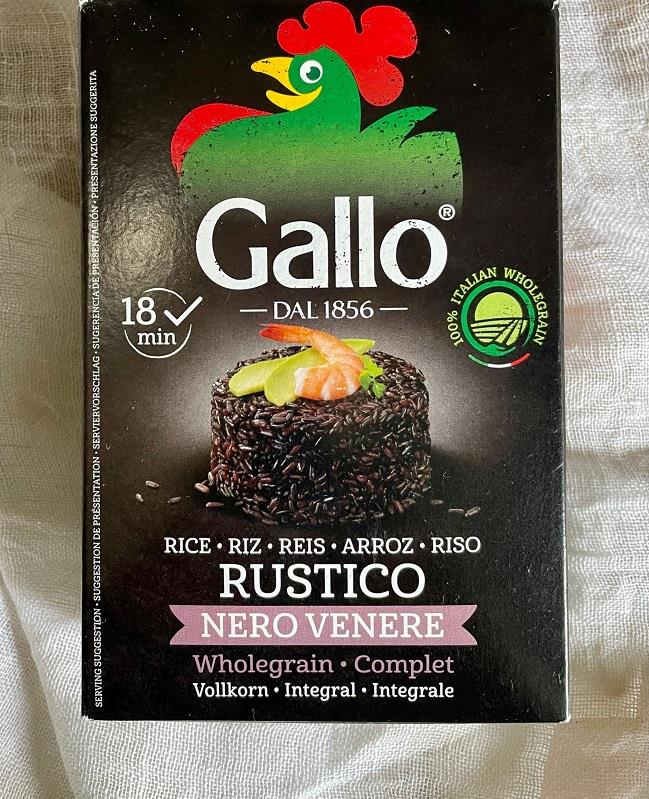 Gallo®
DAL 1856
18
min
100% ITALIAN WHOLEGRAIN
RICE • RIZ • REIS • ARROZ • RISO
RUSTICO
NERO VENERE
Wholegrain • Complet
Vollkorn • Integral • Integrale
SERVING SUGGESTION • SUGGESTION DE PRÉSENTATION • SERVIERVORSCHLAG • SUGERENCIA DE PRESENTACIÓN • PRESENTAZIONE SUGGERITA